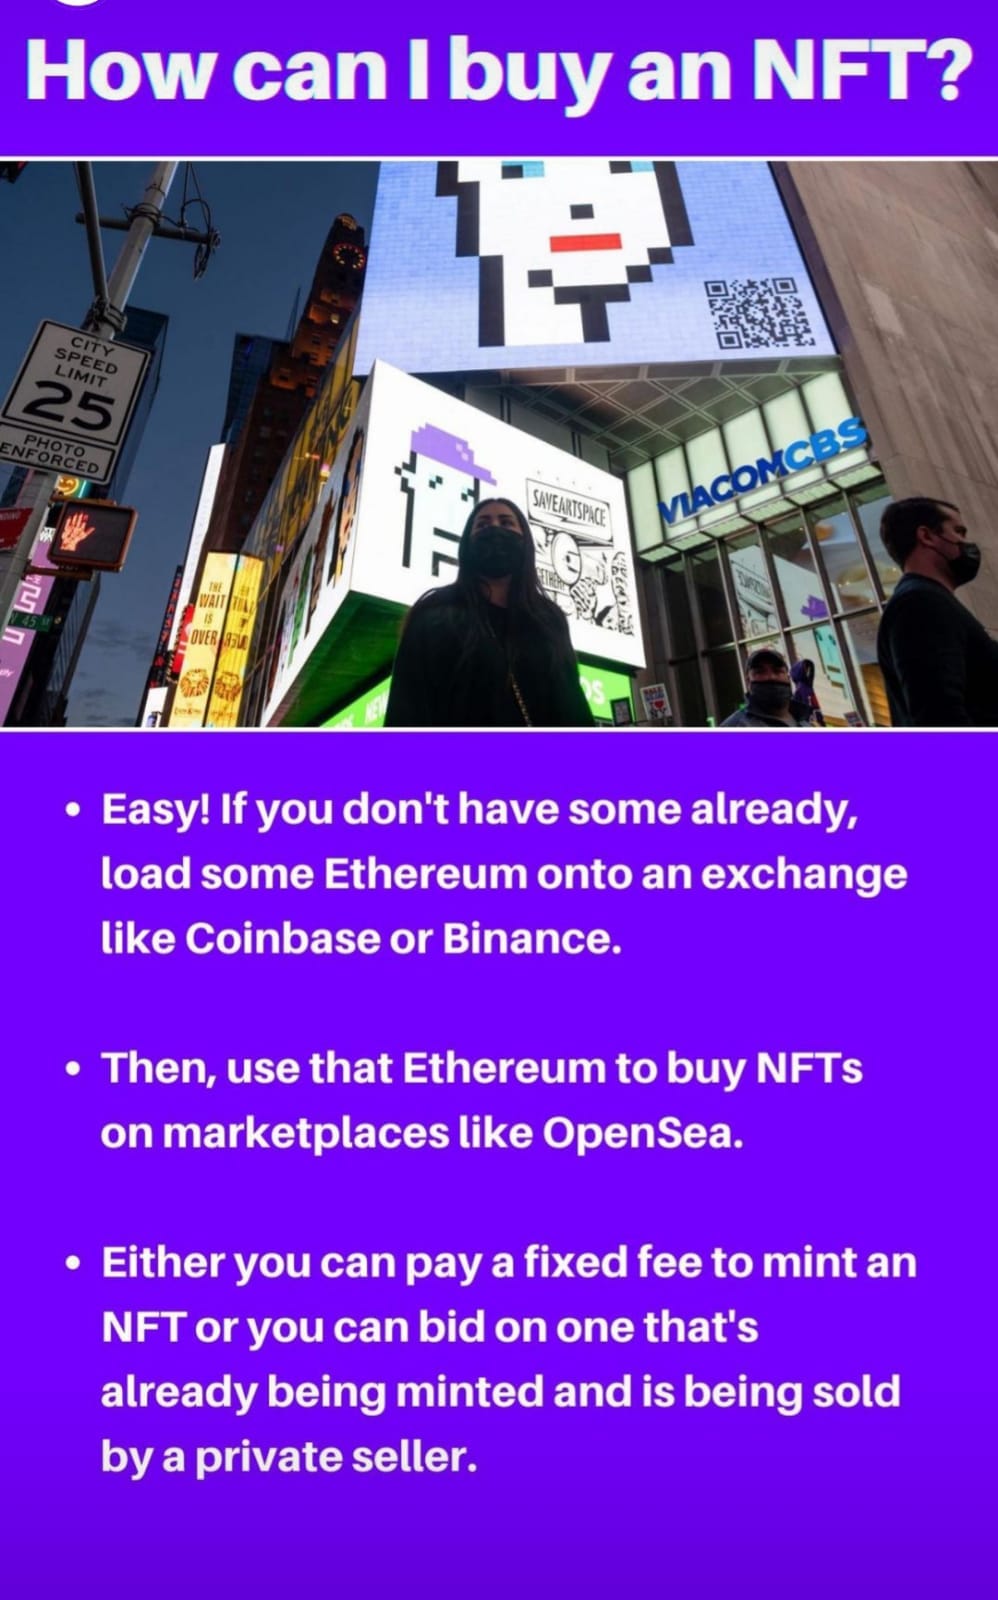 How can I buy an NFT?
CITY
SPEED
LIMIT
25
PHOTO
ENFORCED
THE
WAIT
IS
OVER
SAVEARTSPACE
VIACOMCBS
NEW
• Easy! If you don't have some already,
load some Ethereum onto an exchange
like Coinbase or Binance.
• Then, use that Ethereum to buy NFTs
on marketplaces like OpenSea.
• Either you can pay a fixed fee to mint an
NFT or you can bid on one that's
already being minted and is being sold
by a private seller.